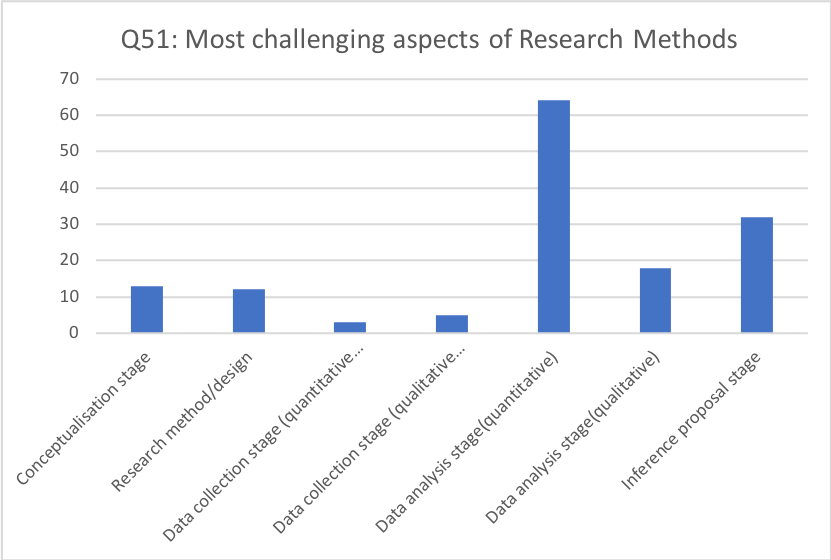 Q51: Most challenging aspects of Research Methods
70
60
50
40
30
20
10
0
Conceptualisation stage
Research method/design
Data collection stage (quantitative...
Data collection stage (qualitative...
Data analysis stage(quantitative)
Data analysis stage(qualitative)
Inference proposal stage